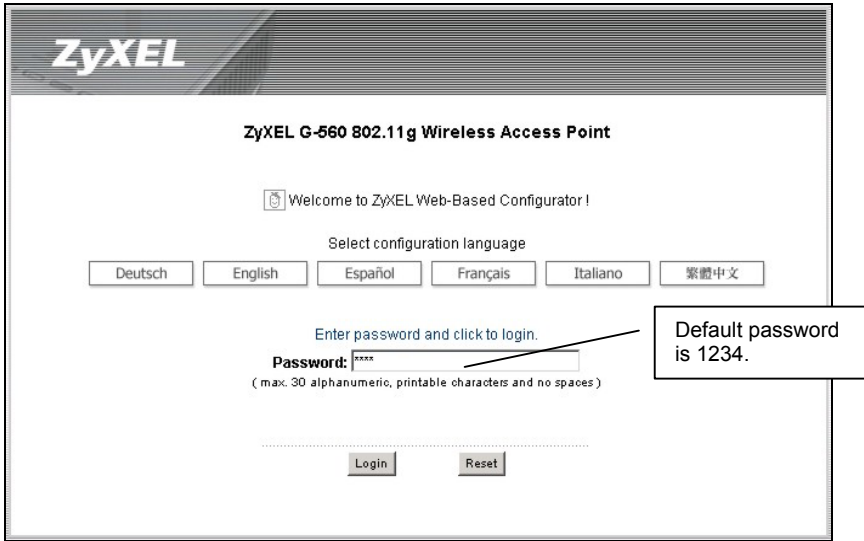 ZyXEL
ZyXEL G-560 802.11g Wireless Access Point
Welcome to ZyXEL Web-Based Configurator !
Select configuration language
Deutsch English Español Français Italiano 繁體中文
Enter password and click to login.
Password: ****
( max. 30 alphanumeric, printable characters and no spaces )
Default password
is 1234.
Login Reset